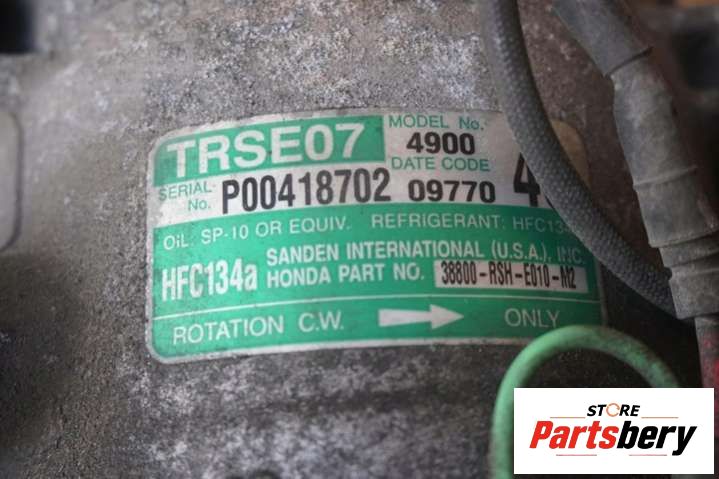 TRSE07
MODEL No.
4900
DATE CODE
SERIAL No. P00418702 09770
OIL: SP-10 OR EQUIV. REFRIGERANT:
SANDEN INTERNATIONAL (U.S.A.), INC.
HFC134a HONDA PART NO. 38800-RSH-E010-M2
ROTATION C.W. ONLY
STORE
Partsbery